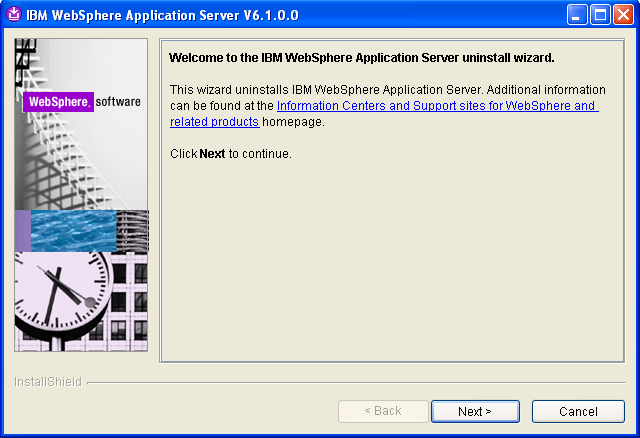 IBM WebSphere Application Server V6.1.0.0
WebSphere. software
Welcome to the IBM WebSphere Application Server uninstall wizard.
This wizard uninstalls IBM WebSphere Application Server. Additional information
can be found at the Information Centers and Support sites for WebSphere and
related products homepage.
Click Next to continue.
InstallShield
< Back
Next >
Cancel